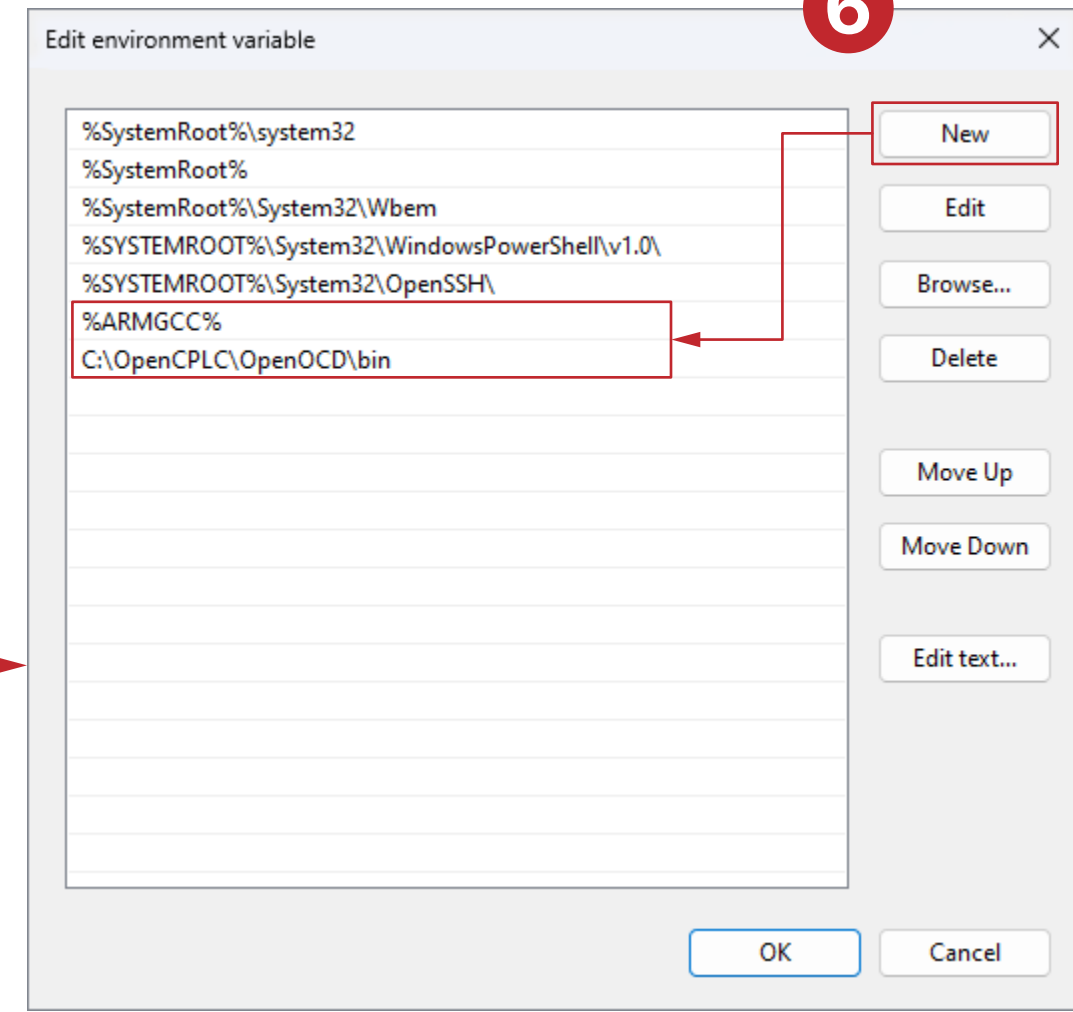 6
Edit environment variable
%SystemRoot%\system32
New
%SystemRoot%
%SystemRoot%\System32\Wbem
Edit
%SYSTEMROOT%\System32\WindowsPowerShell\v1.0\
%SYSTEMROOT%\System32\OpenSSH\
Browse...
%ARMGCC%
C:\OpenCPLC\OpenOCD\bin
Delete
Move Up
Move Down
Edit text...
OK
Cancel